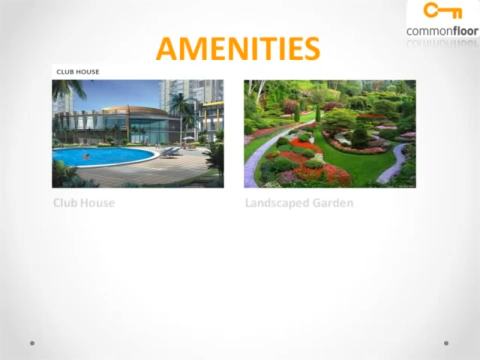 commonfloor
AMENITIES
CLUB HOUSE
Club House
Landscaped Garden